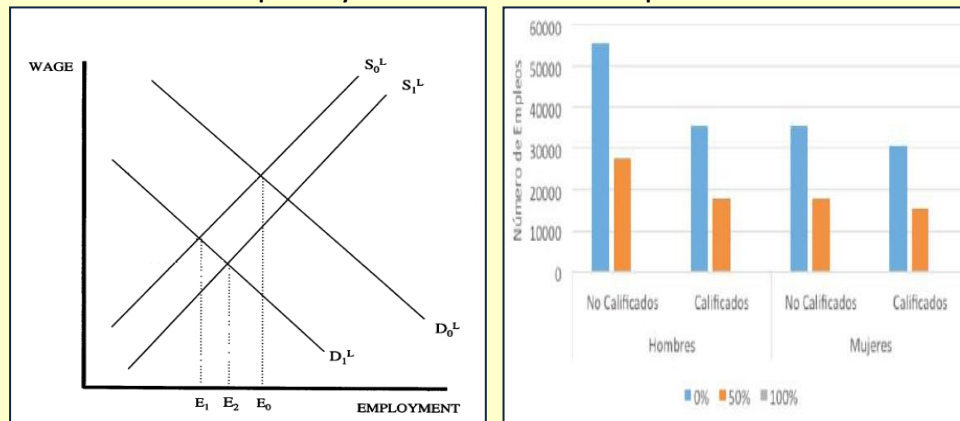 WAGE
S₀ᴸ
S₁ᴸ
D₀ᴸ
D₁ᴸ
E₁ E₂ E₀
EMPLOYMENT
60000
50000
40000
30000
20000
10000
0
Número de Empleos
No Calificados Calificados No Calificados Calificados
Hombres Mujeres
0% 50% 100%